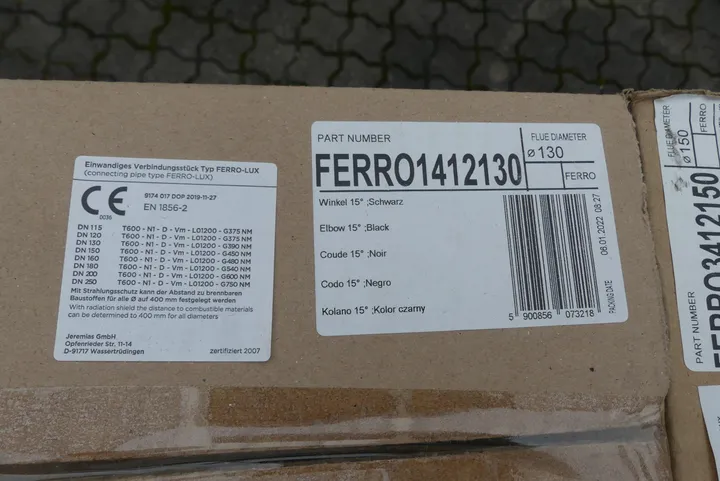 Einwandiges Verbindungsstück Typ FERRO-LUX
(connecting pipe type FERRO-LUX)
CE
0036
9174 017 DOP 2019-11-27
EN 1856-2
DN 115 T600 - N1 - D - Vm - L01200 - G375 NM
DN 120 T600 - N1 - D - Vm - L01200 - G375 NM
DN 130 T600 - N1 - D - Vm - L01200 - G390 NM
DN 150 T600 - N1 - D - Vm - L01200 - G450 NM
DN 160 T600 - N1 - D - Vm - L01200 - G480 NM
DN 180 T600 - N1 - D - Vm - L01200 - G540 NM
DN 200 T600 - N1 - D - Vm - L01200 - G600 NM
DN 250 T600 - N1 - D - Vm - L01200 - G750 NM
Mit Strahlungsschutz kann der Abstand zu brennbaren
Baustoffen für alle Ø auf 400 mm festgelegt werden
With radiation shield the distance to combustible materials
can be determined to 400 mm for all diameters
Jeremias GmbH
Opfenrieder Str. 11-14
D-91717 Wassertrüdingen
zertifiziert 2007
PART NUMBER
FERRO1412130
FLUE DIAMETER
ø 130
FERRO
Winkel 15° ;Schwarz
Elbow 15° ;Black
Coude 15° ;Noir
Codo 15° ;Negro
Kolano 15° ;Kolor czarny
5 900856 073218
06.01.2022 08:27
PACKING DATE
FLUE DIAMETER
ø 150
FERRO
PART NUMBER
FERRO3412150